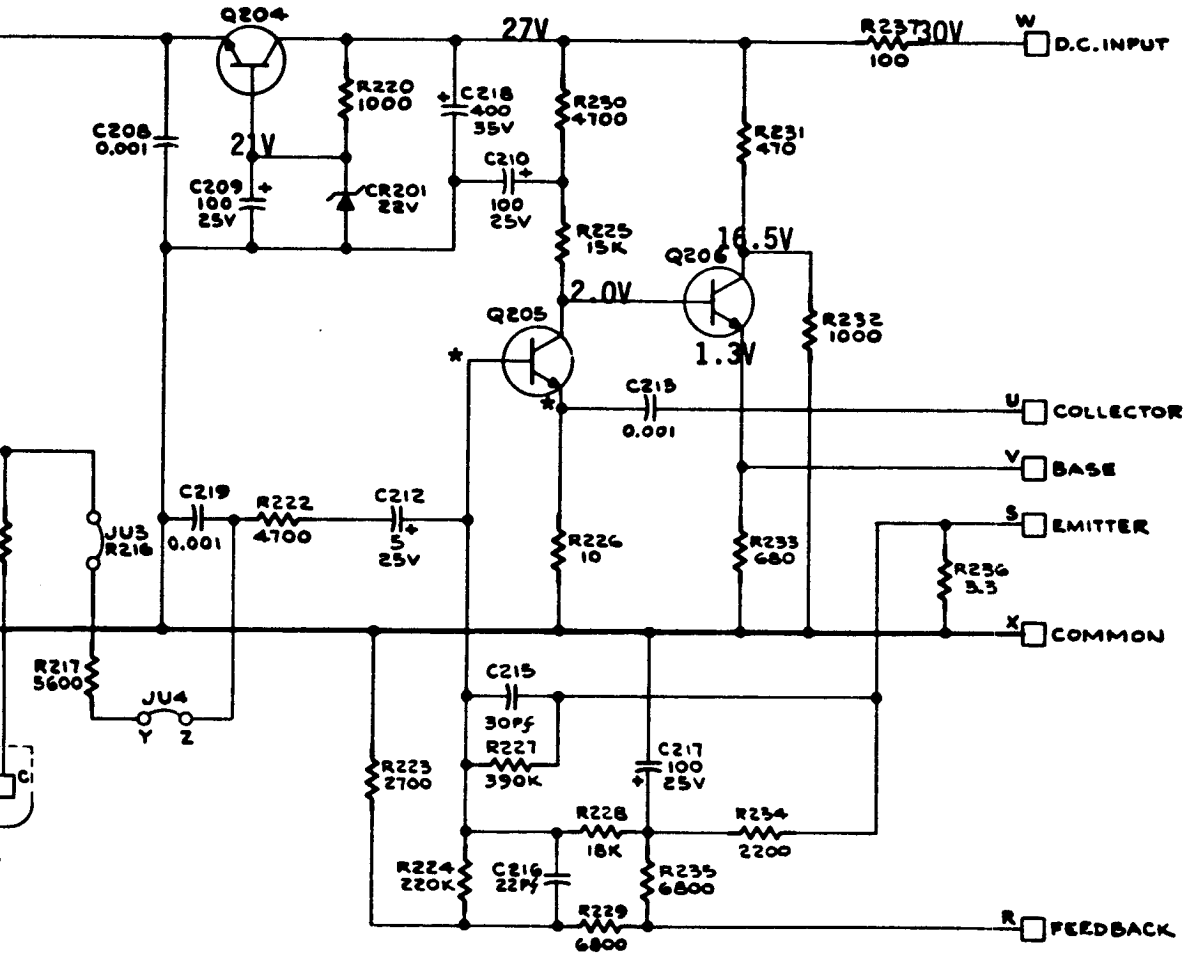 Q204
27V
R237
30V
100
W
D.C. INPUT
R220
1000
C218
400
35V
+
R230
4700
R231
470
C208
0.001
21V
C209
100
25V
+
CR201
22V
C210
+
100
25V
R225
15K
16.5V
Q206
2.0V
Q205
R232
1000
1.3V
*
*
C213
0.001
U
COLLECTOR
V
BASE
S
EMITTER
C219
0.001
R222
4700
C212
+
5
25V
JU3
R216
R226
10
R233
680
R236
3.3
X
COMMON
R217
5600
JU4
Y Z
C215
30Pf
R227
390K
C217
100
25V
+
R223
2700
C
R228
18K
R234
2200
R224
220K
C216
22Pf
R235
6800
R229
6800
R
FEEDBACK